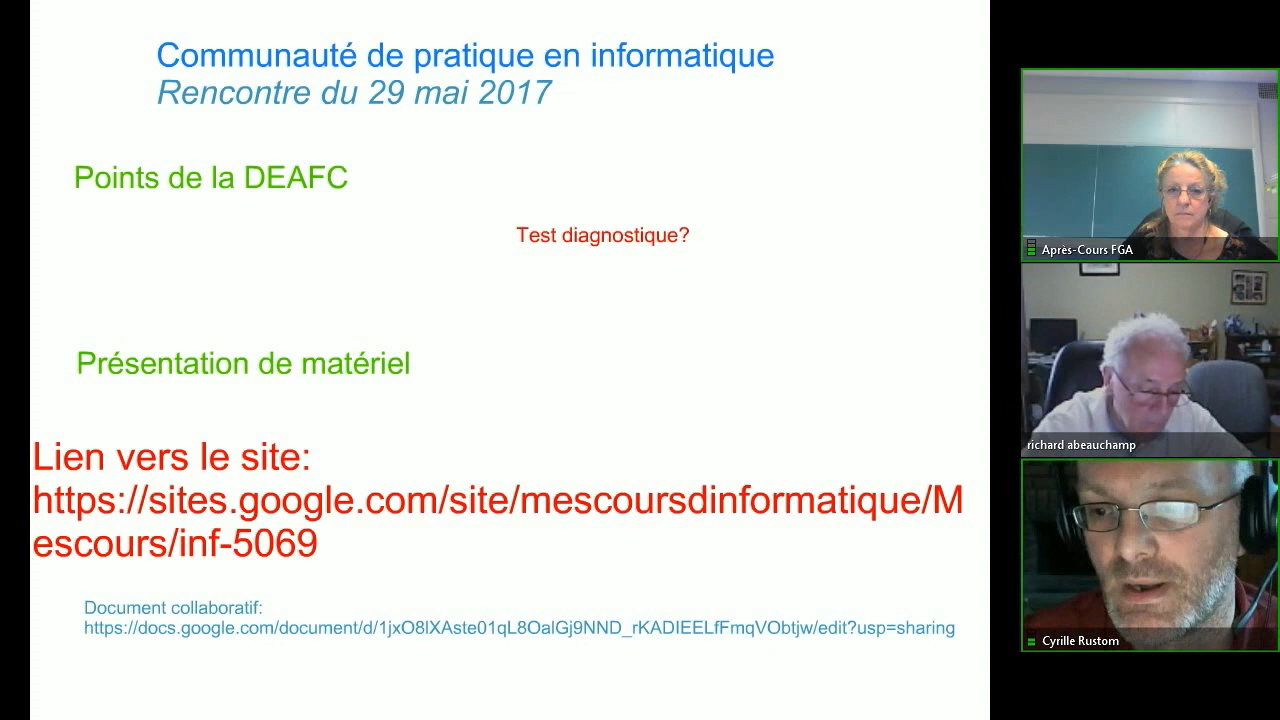 Communauté de pratique en informatique
Rencontre du 29 mai 2017
Points de la DEAFC
Test diagnostique?
Présentation de matériel
Lien vers le site:
https://sites.google.com/site/mescoursdinformatique/M
escours/inf-5069
Document collaboratif:
https://docs.google.com/document/d/1jxO8lXAste01qL8OalGj9NND_rKADIEELfFmqVObtjw/edit?usp=sharing
Après-Cours FGA
richard abeauchamp
Cyrille Rustom